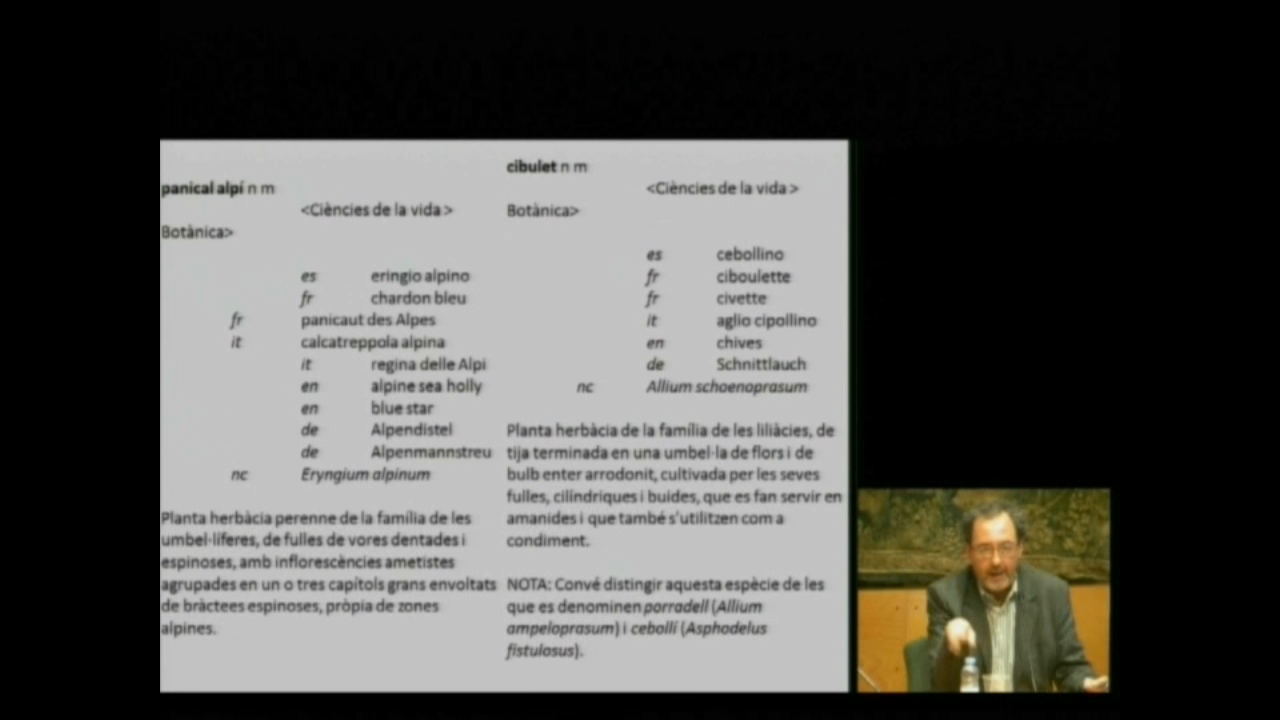 panical alpí n m
<Ciències de la vida >
Botànica>
es eringio alpino
fr chardon bleu
fr panicaut des Alpes
it calcatreppola alpina
it regina delle Alpi
en alpine sea holly
en blue star
de Alpendistel
de Alpenmannstreu
nc Eryngium alpinum
Planta herbàcia perenne de la família de les
umbel·líferes, de fulles de vores dentades i
espinoses, amb inflorescències ametistes
agrupades en un o tres capítols grans envoltats
de bràctees espinoses, pròpia de zones
alpines.
cibulet n m
<Ciències de la vida >
Botànica>
es cebollino
fr ciboulette
fr civette
it aglio cipollino
en chives
de Schnittlauch
nc Allium schoenoprasum
Planta herbàcia de la família de les liliàcies, de
tija terminada en una umbel·la de flors i de
bulb enter arrodonit, cultivada per les seves
fulles, cilíndriques i buides, que es fan servir en
amanides i que també s'utilitzen com a
condiment.
NOTA: Convé distingir aquesta espècie de les
que es denominen porradell (Allium
ampeloprasum) i cebollí (Asphodelus
fistulosus).